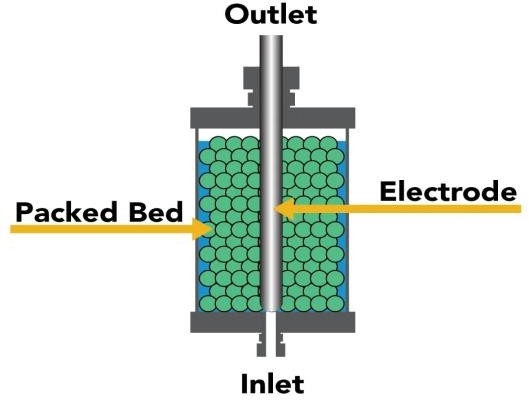 Outlet
Electrode
Packed Bed
Inlet